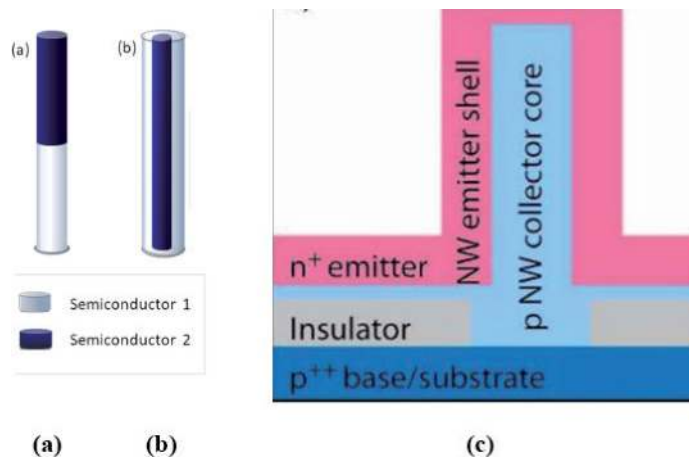 (a)
(b)
Semiconductor 1
Semiconductor 2
NW emitter shell
p NW collector core
n⁺ emitter
Insulator
p⁺⁺ base/substrate
(a)
(b)
(c)